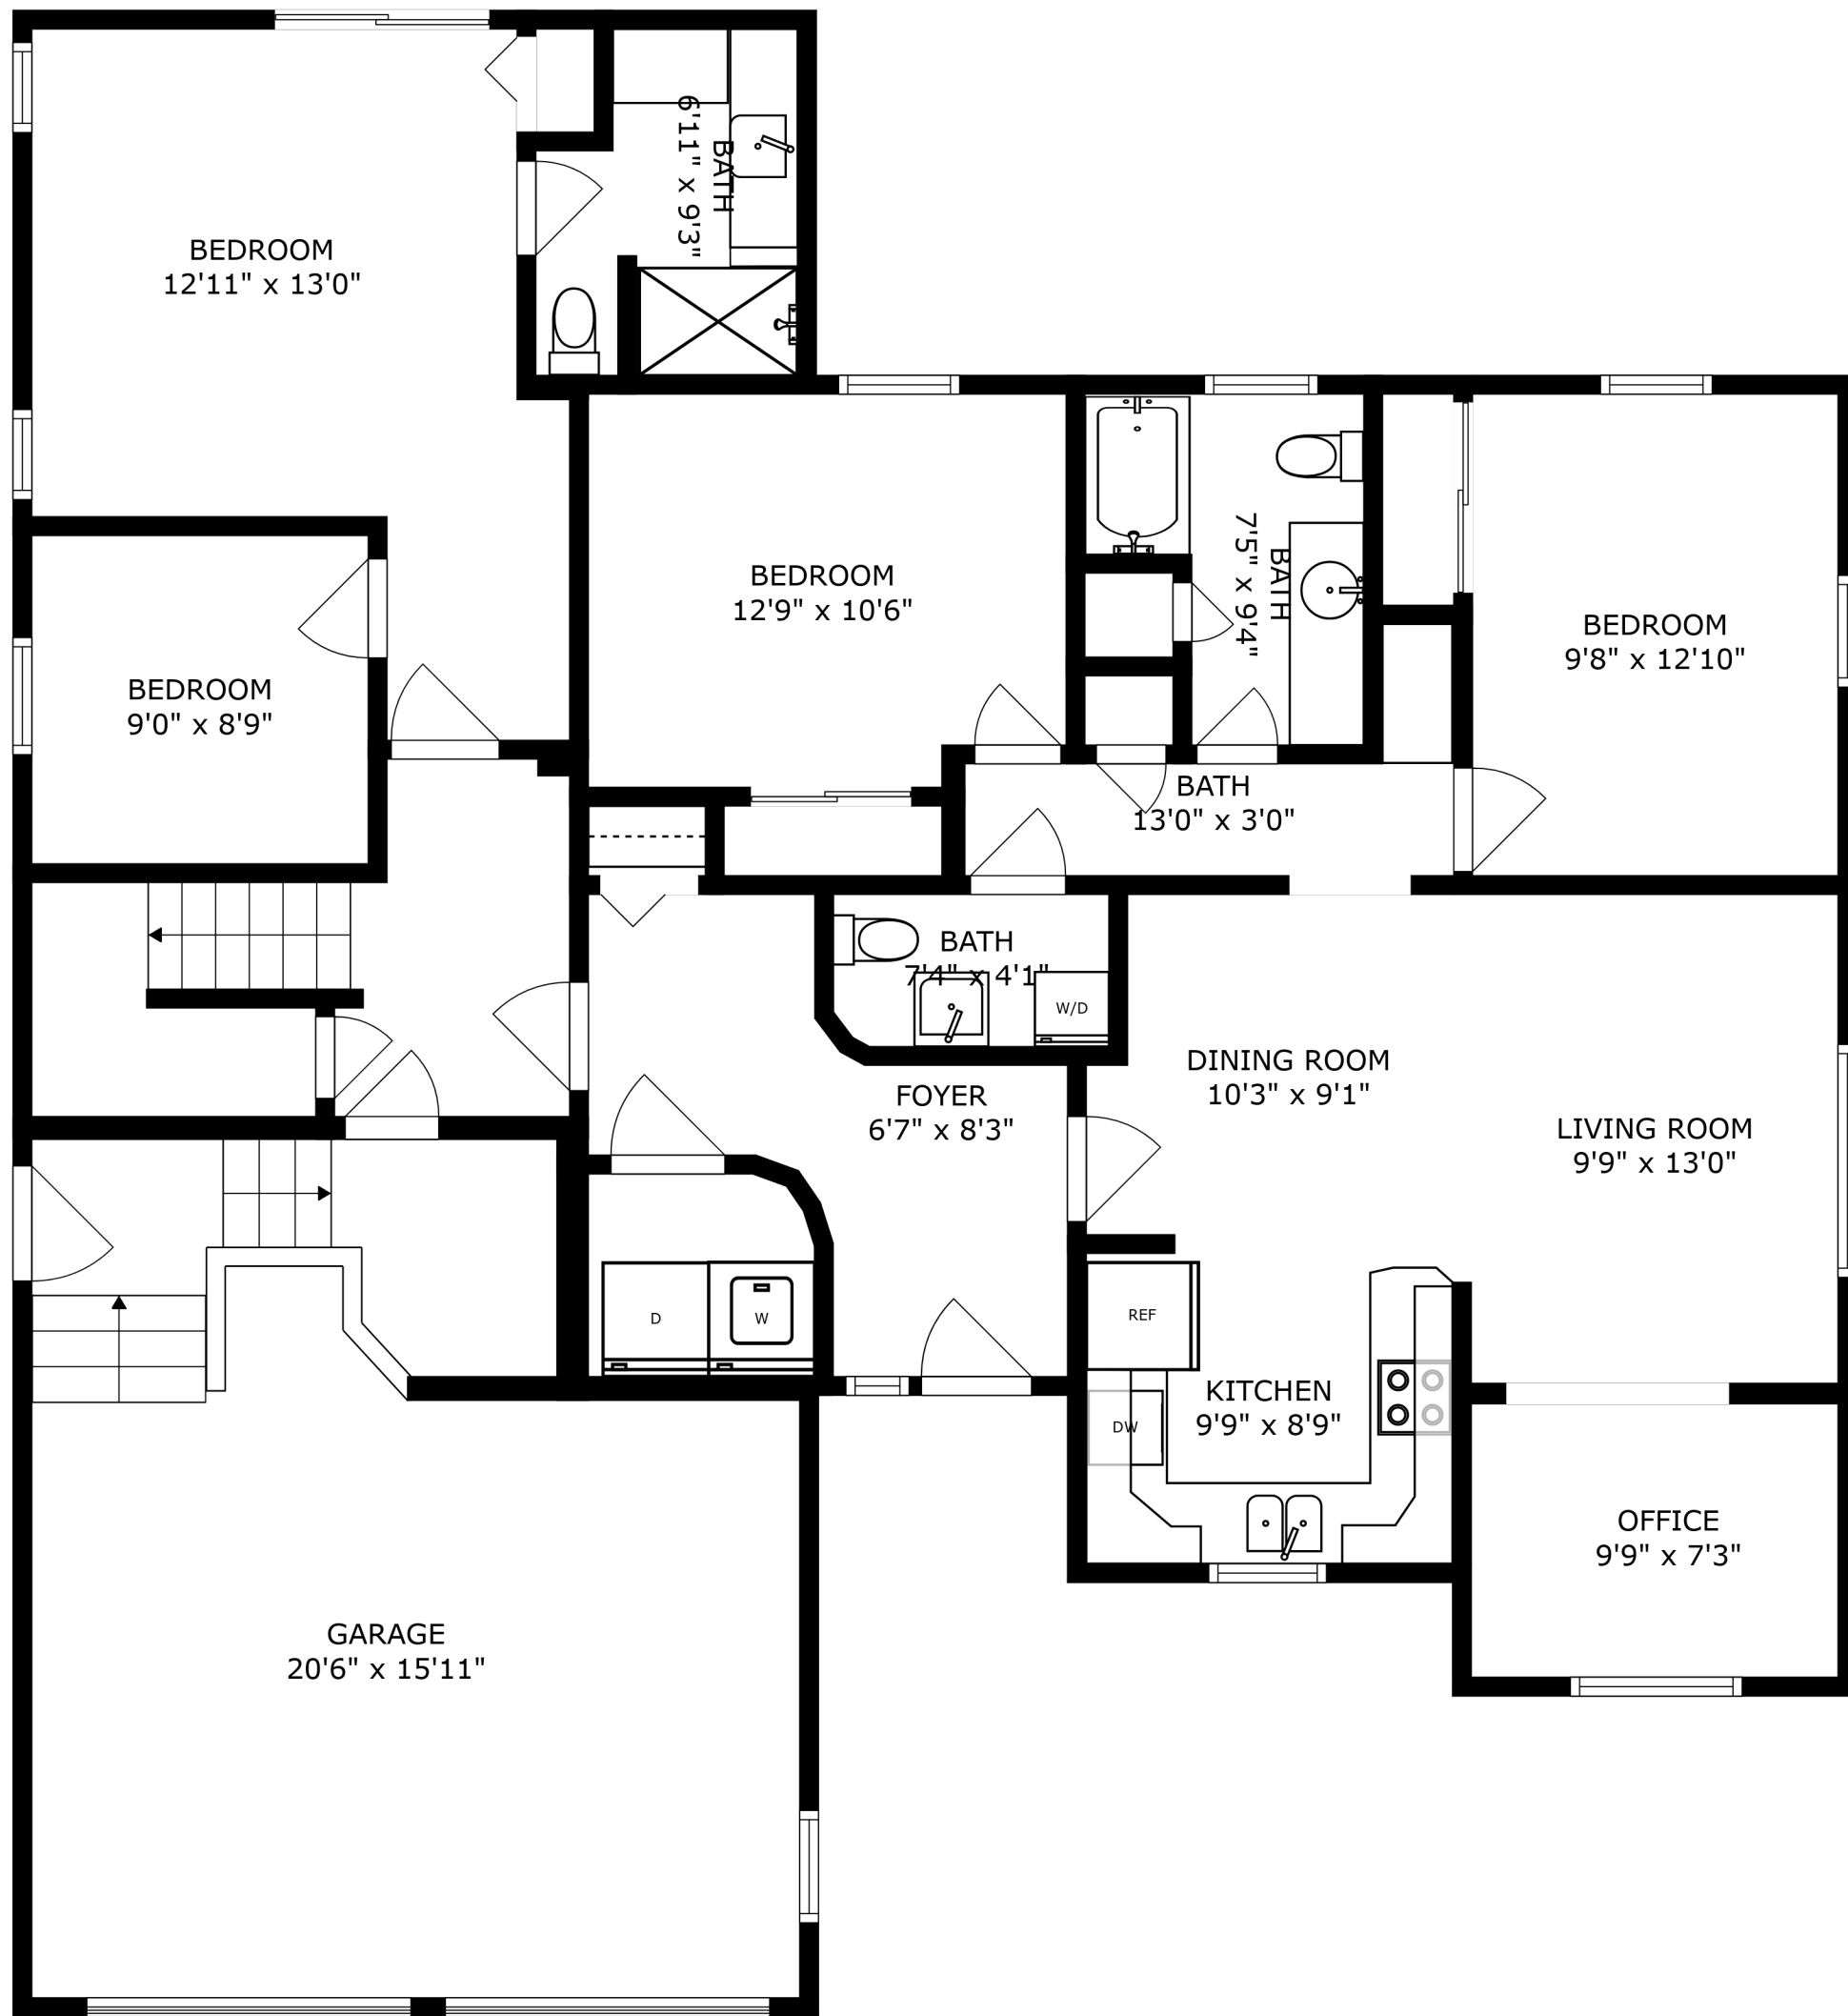 BATH
6'11" x 9'3"
BEDROOM
12'11" x 13'0"
BEDROOM
12'9" x 10'6"
BATH
7'5" x 9'4"
BEDROOM
9'8" x 12'10"
BEDROOM
9'0" x 8'9"
BATH
13'0" x 3'0"
BATH
7'4" x 4'1"
W/D
DINING ROOM
10'3" x 9'1"
FOYER
6'7" x 8'3"
LIVING ROOM
9'9" x 13'0"
D
W
REF
KITCHEN
9'9" x 8'9"
DW
OFFICE
9'9" x 7'3"
GARAGE
20'6" x 15'11"